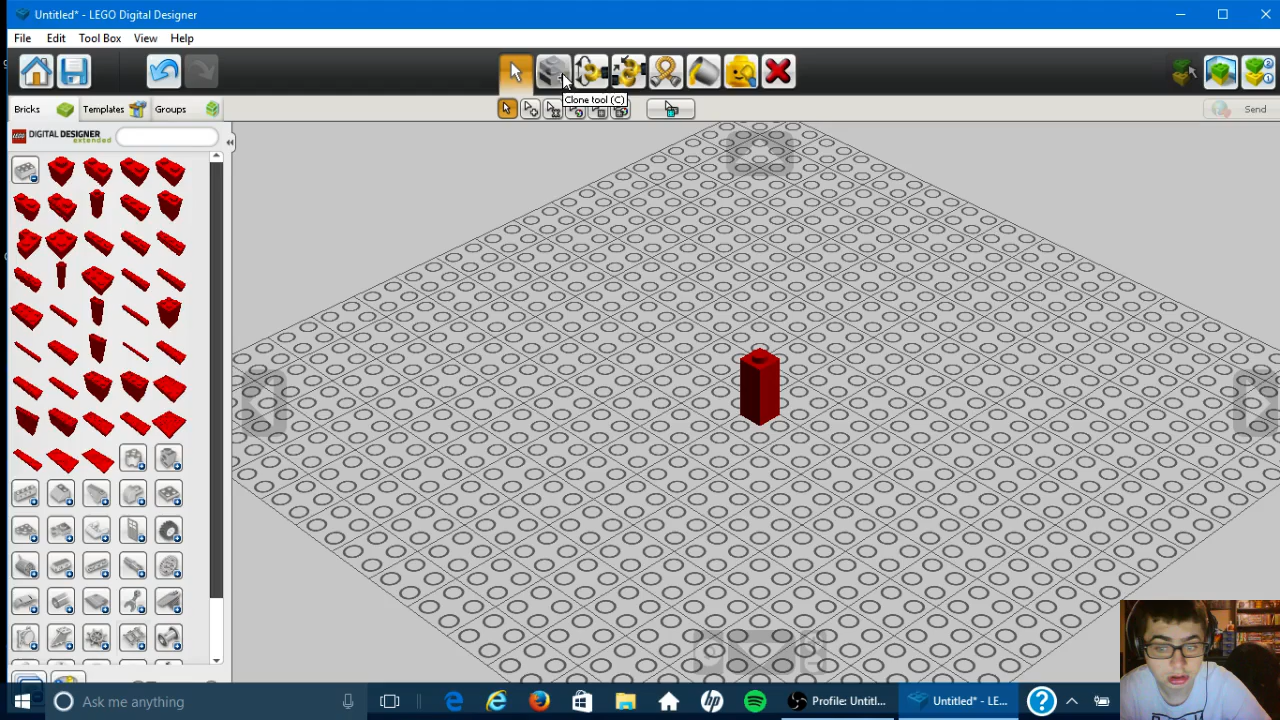 Untitled* - LEGO Digital Designer
File Edit Tool Box View Help
Clone tool (C)
Bricks Templates Groups
Send
LEGO DIGITAL DESIGNER
extended
Ask me anything
Profile: Untitl...
Untitled* - LE...